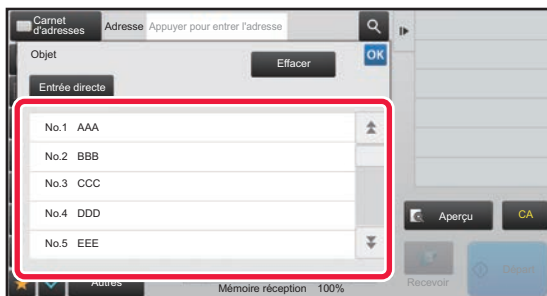 Carnet
d'adresses
Adresse Appuyer pour entrer l'adresse
Objet
Effacer
OK
Entrée directe
No.1 AAA
No.2 BBB
No.3 CCC
No.4 DDD
No.5 EEE
Aperçu
CA
Autres
Mémoire réception 100%
Recevoir
Départ